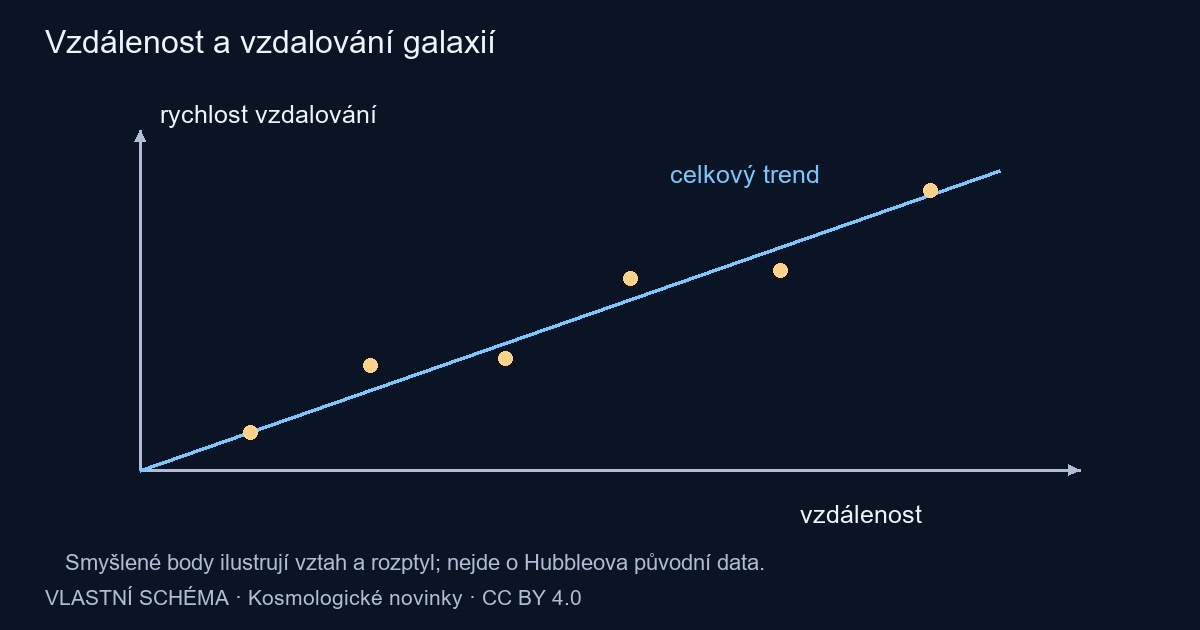 Vzdálenost a vzdalování galaxií
rychlost vzdalování
celkový trend
vzdálenost
Smyšlené body ilustrují vztah a rozptyl; nejde o Hubbleova původní data.
VLASTNÍ SCHÉMA · Kosmologické novinky · CC BY 4.0